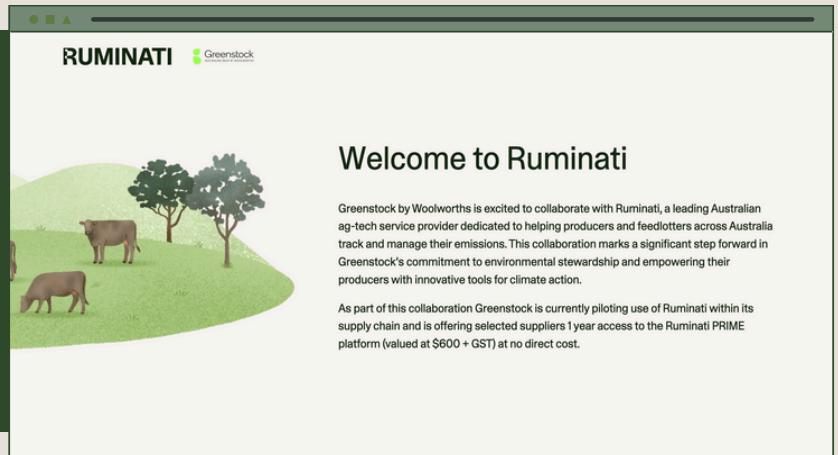 RUMINATI
Greenstock
Welcome to Ruminati
Greenstock by Woolworths is excited to collaborate with Ruminati, a leading Australian
ag-tech service provider dedicated to helping producers and feedlotters across Australia
track and manage their emissions. This collaboration marks a significant step forward in
Greenstock's commitment to environmental stewardship and empowering their
producers with innovative tools for climate action.
As part of this collaboration Greenstock is currently piloting use of Ruminati within its
supply chain and is offering selected suppliers 1 year access to the Ruminati PRIME
platform (valued at $600 + GST) at no direct cost.